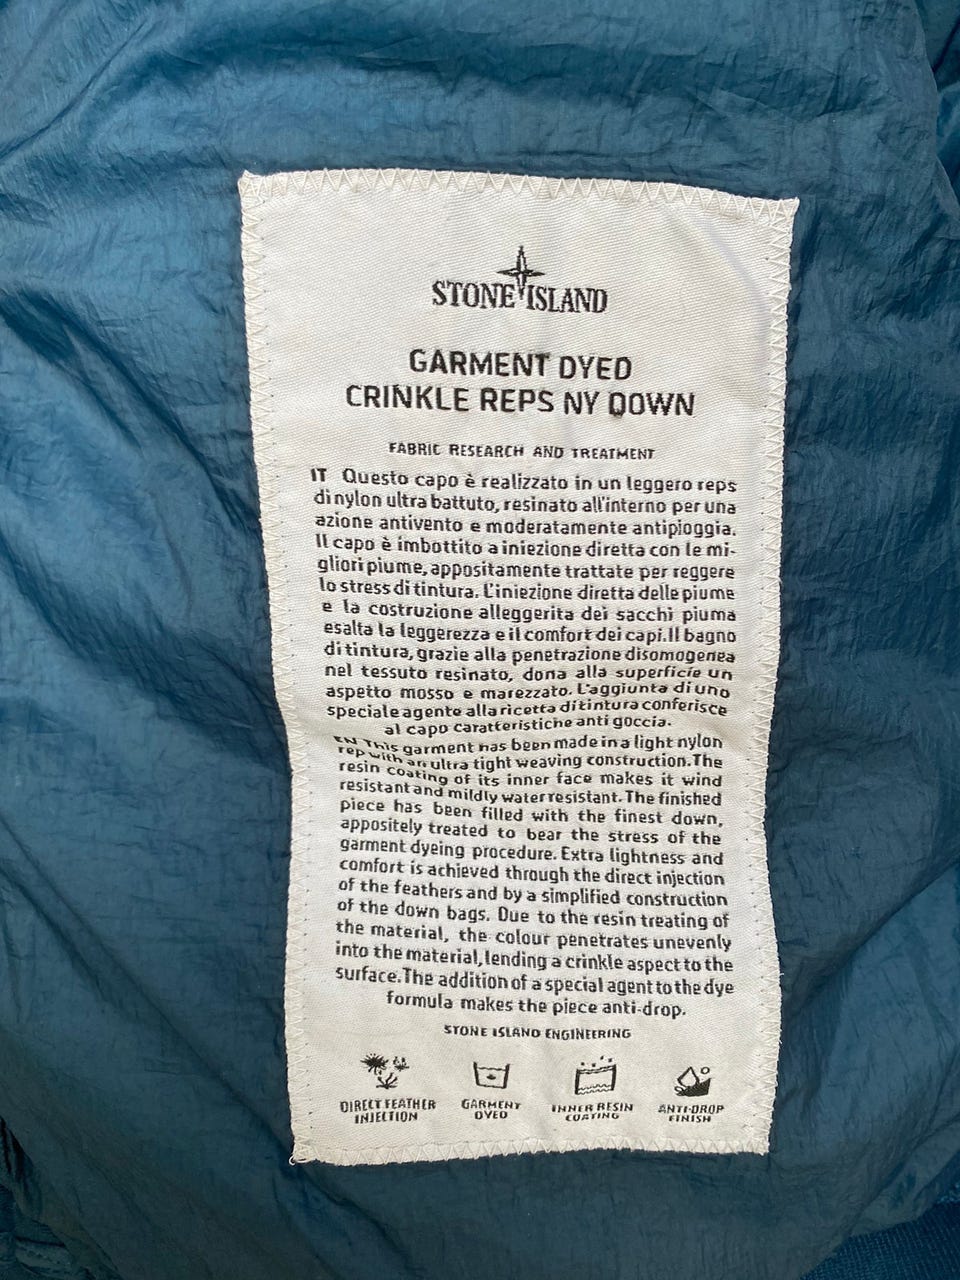 STONE ISLAND
GARMENT DYED
CRINKLE REPS NY DOWN
FABRIC RESEARCH AND TREATMENT
IT Questo capo è realizzato in un leggero reps
di nylon ultra battuto, resinato all'interno per una
azione antivento e moderatamente antipioggia.
Il capo è imbottito a iniezione diretta con le mi-
gliori piume, appositamente trattate per reggere
lo stress di tintura. L'iniezione diretta delle piume
e la costruzione alleggerita dei sacchi piuma
esalta la leggerezza e il comfort dei capi. Il bagno
di tintura, grazie alla penetrazione disomogenea
nel tessuto resinato, dona alla superficie un
aspetto mosso e marezzato. L'aggiunta di uno
speciale agente alla ricetta di tintura conferisce
al capo caratteristiche anti goccia.
EN This garment has been made in a light nylon
rep with an ultra tight weaving construction. The
resin coating of its inner face makes it wind
resistant and mildly water resistant. The finished
piece has been filled with the finest down,
appositely treated to bear the stress of the
garment dyeing procedure. Extra lightness and
comfort is achieved through the direct injection
of the feathers and by a simplified construction
of the down bags. Due to the resin treating of
the material, the colour penetrates unevenly
into the material, lending a crinkle aspect to the
surface. The addition of a special agent to the dye
formula makes the piece anti-drop.
STONE ISLAND ENGINEERING
DIRECT FEATHER
INJECTION
GARMENT
DYED
INNER RESIN
COATING
ANTI-DROP
FINISH